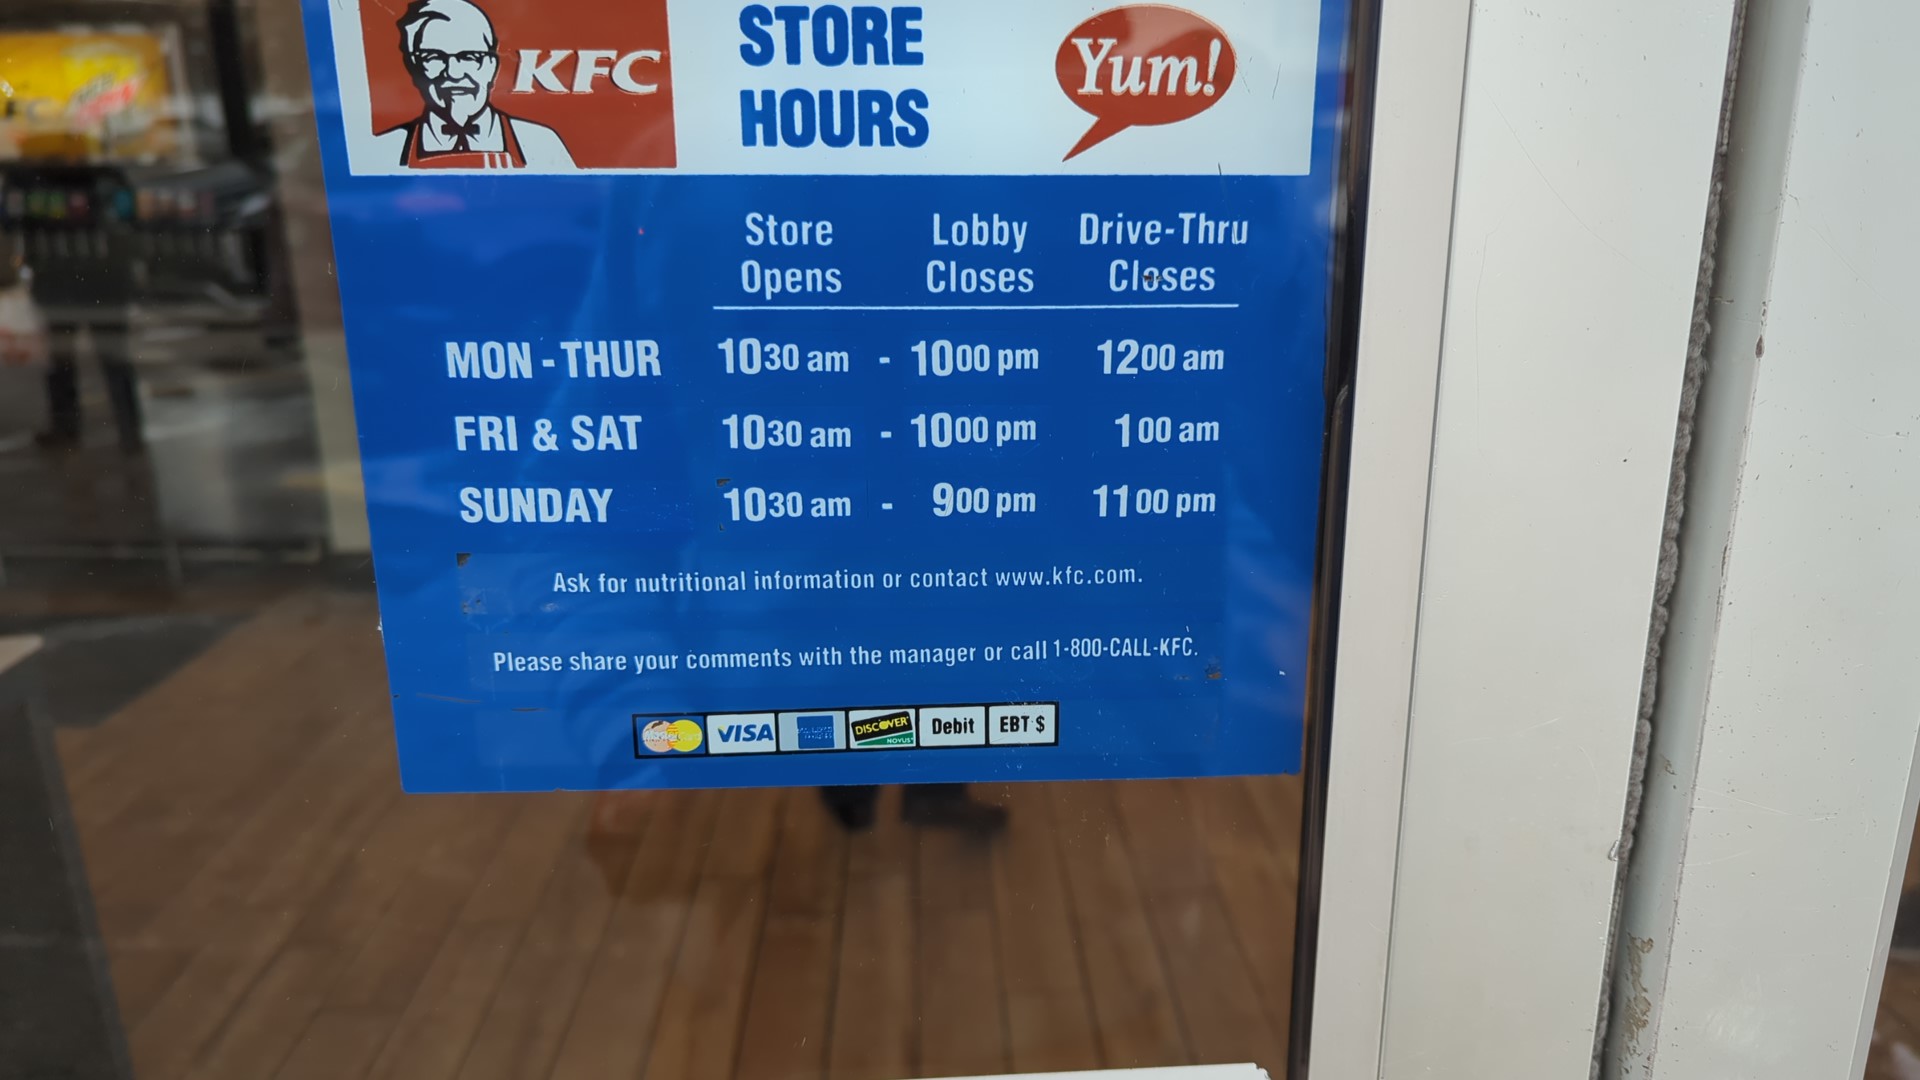 KFC
STORE
HOURS
Yum!
Store Opens Lobby Closes Drive-Thru Closes
MON - THUR 1030 am - 1000 pm 1200 am
FRI & SAT 1030 am - 1000 pm 100 am
SUNDAY 1030 am - 900 pm 1100 pm
Ask for nutritional information or contact www.kfc.com.
Please share your comments with the manager or call 1-800-CALL-KFC.
MasterCard VISA DISCOVER NOVUS Debit EBT $